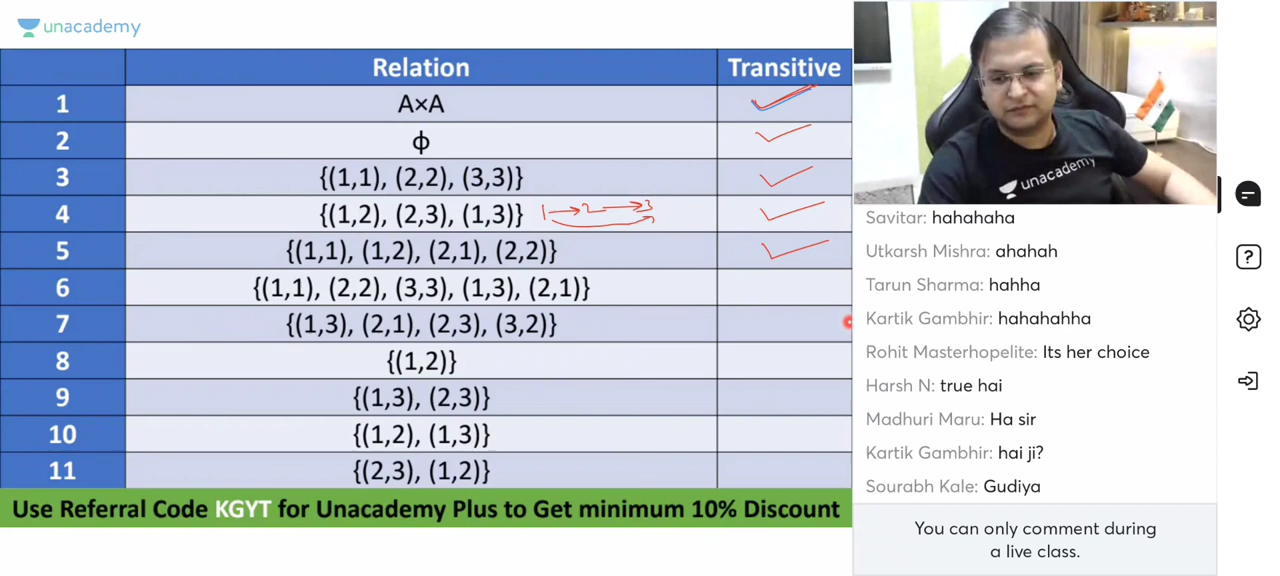 unacademy
Relation Transitive
1 A×A
2 ϕ
3 {(1,1), (2,2), (3,3)}
4 {(1,2), (2,3), (1,3)} 1→2→3
5 {(1,1), (1,2), (2,1), (2,2)}
6 {(1,1), (2,2), (3,3), (1,3), (2,1)}
7 {(1,3), (2,1), (2,3), (3,2)}
8 {(1,2)}
9 {(1,3), (2,3)}
10 {(1,2), (1,3)}
11 {(2,3), (1,2)}
Use Referral Code KGYT for Unacademy Plus to Get minimum 10% Discount
unacademy
Savitar: hahahaha
Utkarsh Mishra: ahahah
Tarun Sharma: hahha
Kartik Gambhir: hahahahha
Rohit Masterhopelite: Its her choice
Harsh N: true hai
Madhuri Maru: Ha sir
Kartik Gambhir: hai ji?
Sourabh Kale: Gudiya
You can only comment during
a live class.
?